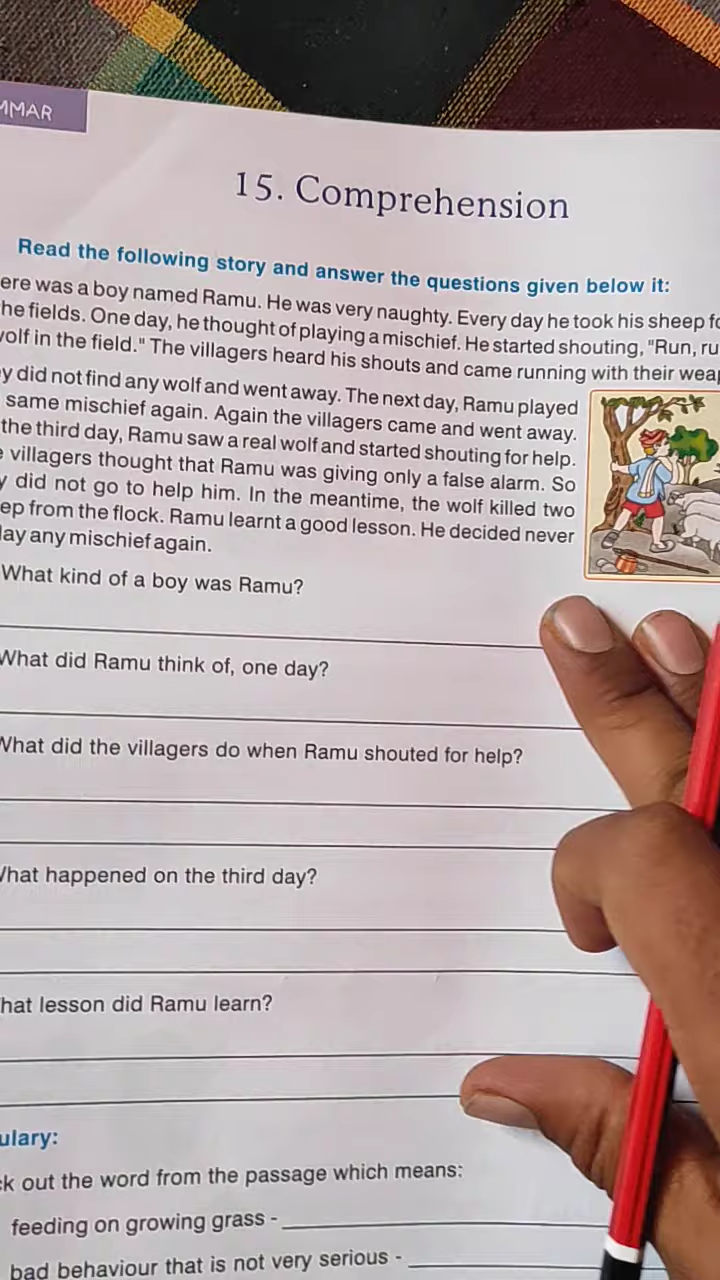 MMAR
15. Comprehension
Read the following story and answer the questions given below it:
ere was a boy named Ramu. He was very naughty. Every day he took his sheep fo
he fields. One day, he thought of playing a mischief. He started shouting, "Run, ru
olf in the field." The villagers heard his shouts and came running with their weap
y did not find any wolf and went away. The next day, Ramu played
same mischief again. Again the villagers came and went away.
the third day, Ramu saw a real wolf and started shouting for help.
e villagers thought that Ramu was giving only a false alarm. So
y did not go to help him. In the meantime, the wolf killed two
ep from the flock. Ramu learnt a good lesson. He decided never
lay any mischief again.
What kind of a boy was Ramu?
What did Ramu think of, one day?
What did the villagers do when Ramu shouted for help?
What happened on the third day?
hat lesson did Ramu learn?
ulary:
ck out the word from the passage which means:
feeding on growing grass -
bad behaviour that is not very serious -